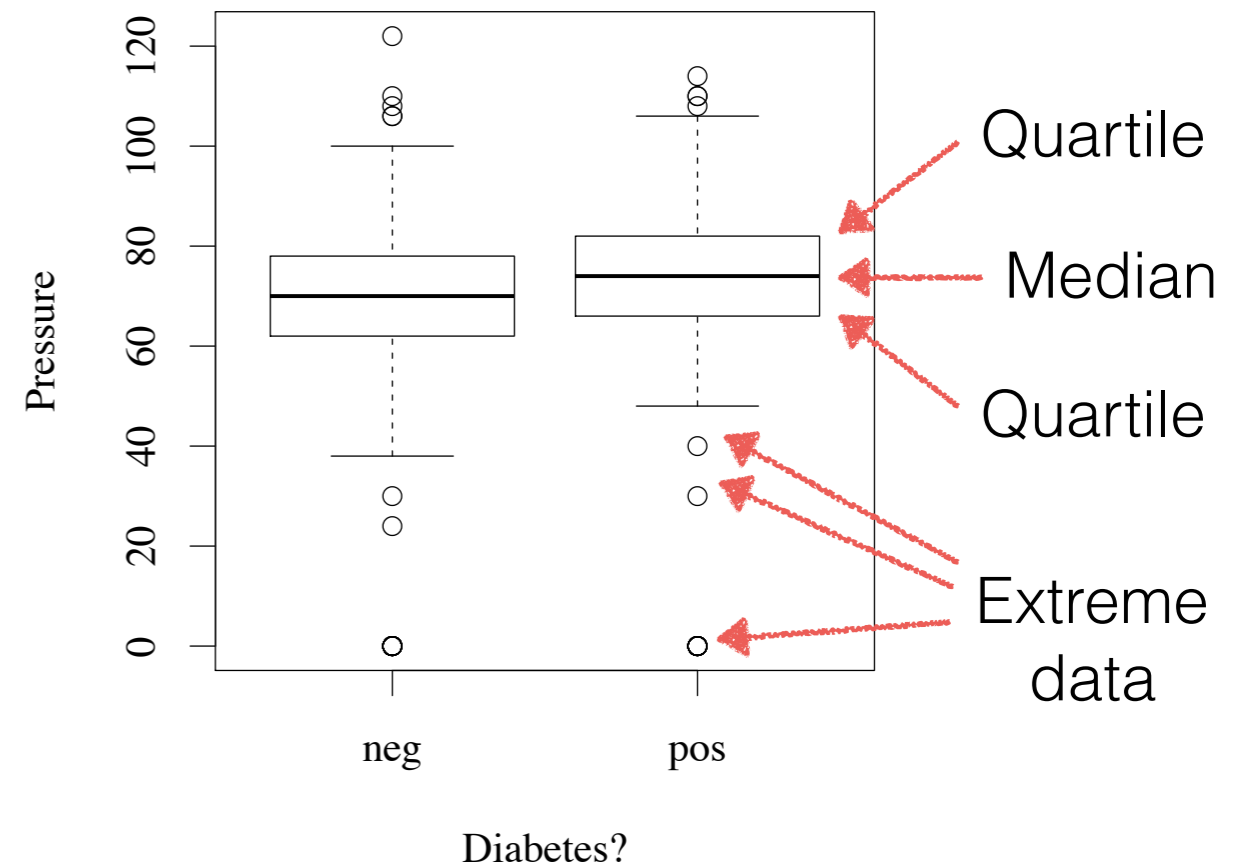 120
100
80
60
40
20
0
Pressure
neg
pos
Diabetes?
Quartile
Median
Quartile
Extreme
data